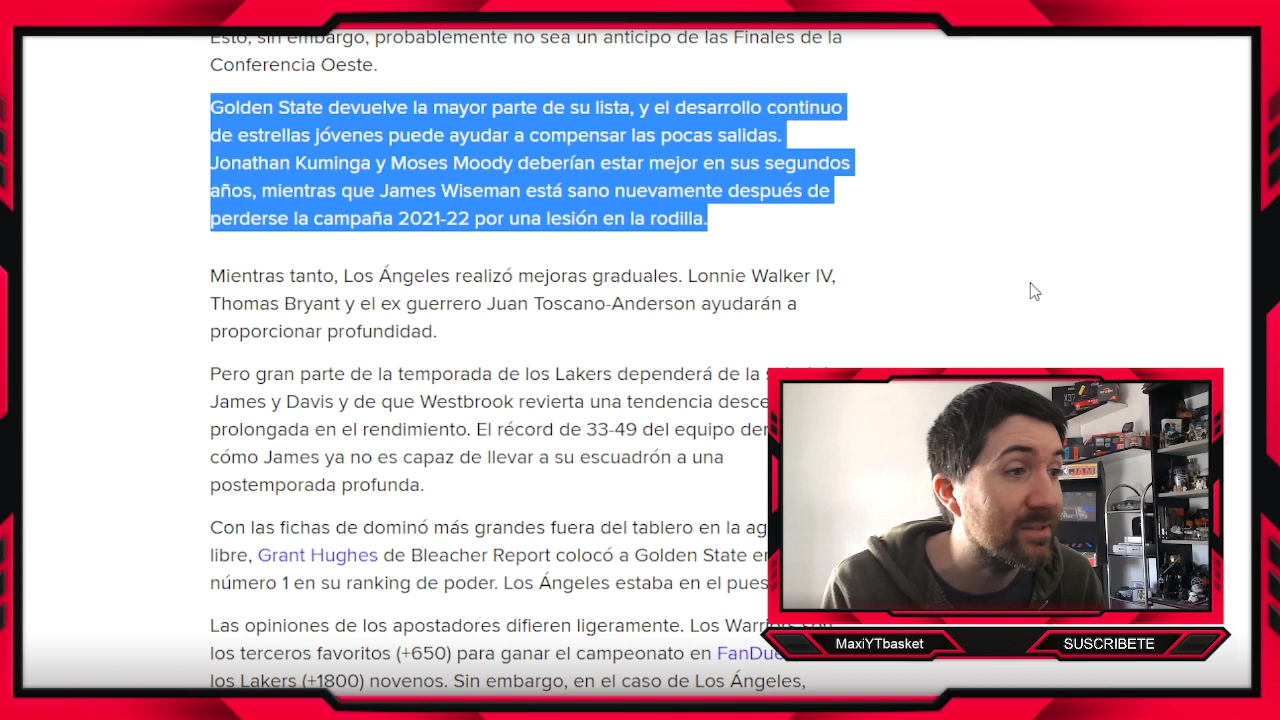 Esto, sin embargo, probablemente no sea un anticipo de las Finales de la
Conferencia Oeste.
Golden State devuelve la mayor parte de su lista, y el desarrollo continuo
de estrellas jóvenes puede ayudar a compensar las pocas salidas.
Jonathan Kuminga y Moses Moody deberían estar mejor en sus segundos
años, mientras que James Wiseman está sano nuevamente después de
perderse la campaña 2021-22 por una lesión en la rodilla.
Mientras tanto, Los Ángeles realizó mejoras graduales. Lonnie Walker IV,
Thomas Bryant y el ex guerrero Juan Toscano-Anderson ayudarán a
proporcionar profundidad.
Pero gran parte de la temporada de los Lakers dependerá de la
James y Davis y de que Westbrook revierta una tendencia
prolongada en el rendimiento. El récord de 33-49 del equipo
cómo James ya no es capaz de llevar a su escuadrón a una
postemporada profunda.
Con las fichas de dominó más grandes fuera del tablero en la
libre, Grant Hughes de Bleacher Report colocó a Golden State
número 1 en su ranking de poder. Los Ángeles estaba en el
Las opiniones de los apostadores difieren ligeramente. Los Warriors son
los terceros favoritos (+650) para ganar el campeonato en
los Lakers (+1800) novenos. Sin embargo, en el caso de Los Ángeles,
MaxiYTbasket
SUSCRIBETE